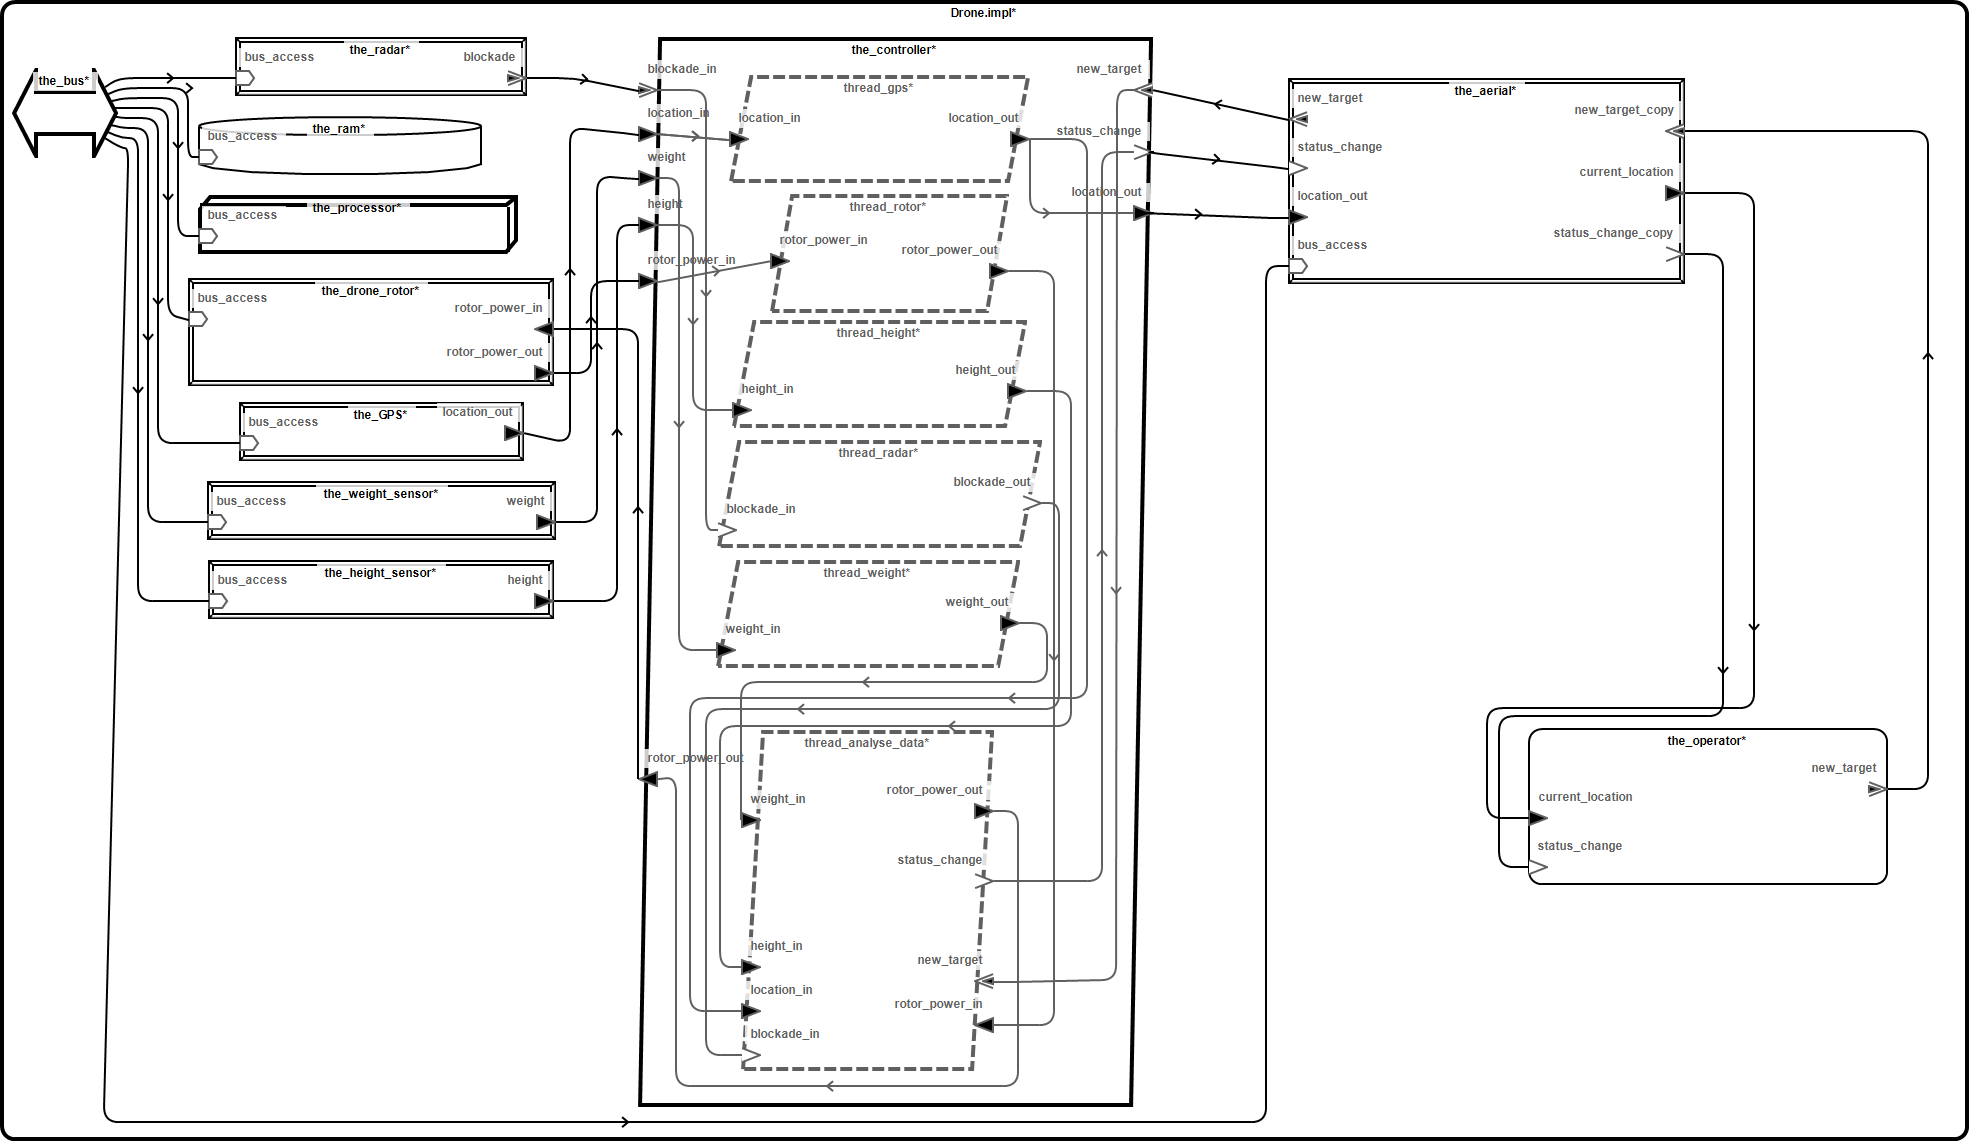 Drone.impl*
the_bus*
the_radar*
bus_access
blockade
the_ram*
bus_access
the_processor*
bus_access
the_drone_rotor*
bus_access
rotor_power_in
rotor_power_out
the_GPS*
location_out
bus_access
the_weight_sensor*
bus_access
weight
the_height_sensor*
bus_access
height
the_controller*
blockade_in
location_in
weight
height
rotor_power_in
rotor_power_out
new_target
status_change
location_out
thread_gps*
location_in
location_out
thread_rotor*
rotor_power_in
rotor_power_out
thread_height*
height_out
height_in
thread_radar*
blockade_out
blockade_in
thread_weight*
weight_out
weight_in
thread_analyse_data*
weight_in
rotor_power_out
status_change
height_in
new_target
location_in
rotor_power_in
blockade_in
the_aerial*
new_target
new_target_copy
status_change
current_location
location_out
status_change_copy
bus_access
the_operator*
new_target
current_location
status_change